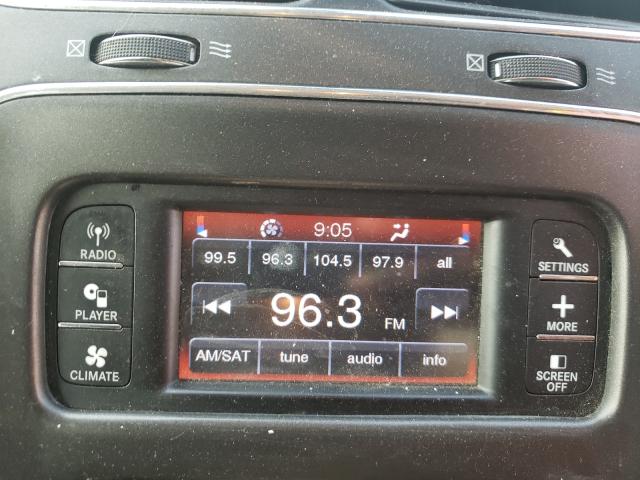 9:05
99.5 96.3 104.5 97.9 all
96.3 FM
AM/SAT tune audio info
RADIO
PLAYER
CLIMATE
SETTINGS
MORE
SCREEN
OFF